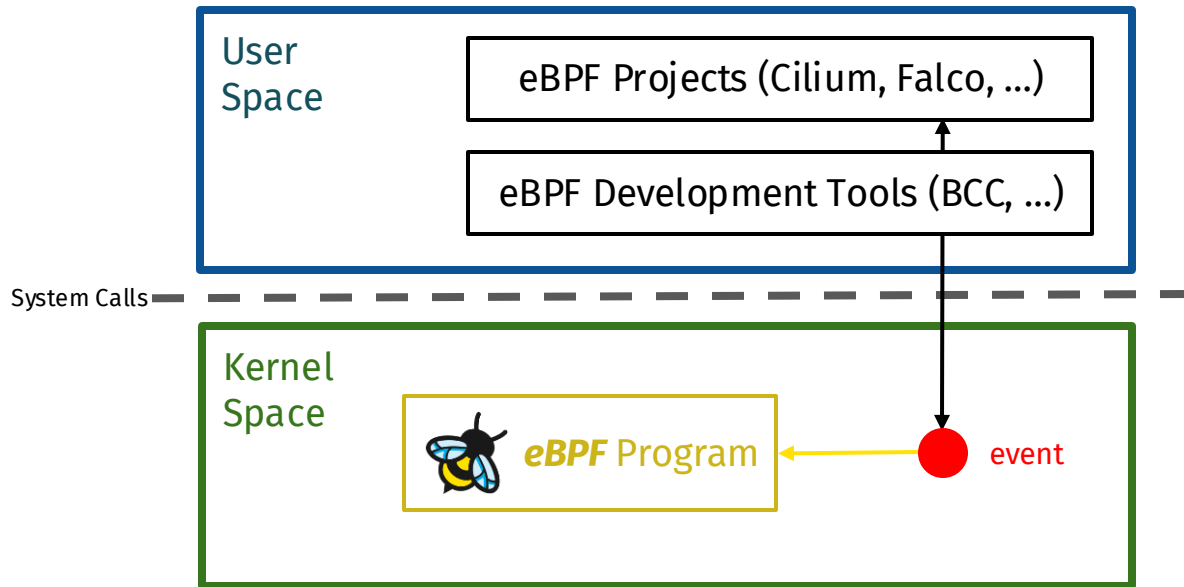 User
Space
eBPF Projects (Cilium, Falco, ...)
eBPF Development Tools (BCC, ...)
System Calls
Kernel
Space
eBPF Program
event